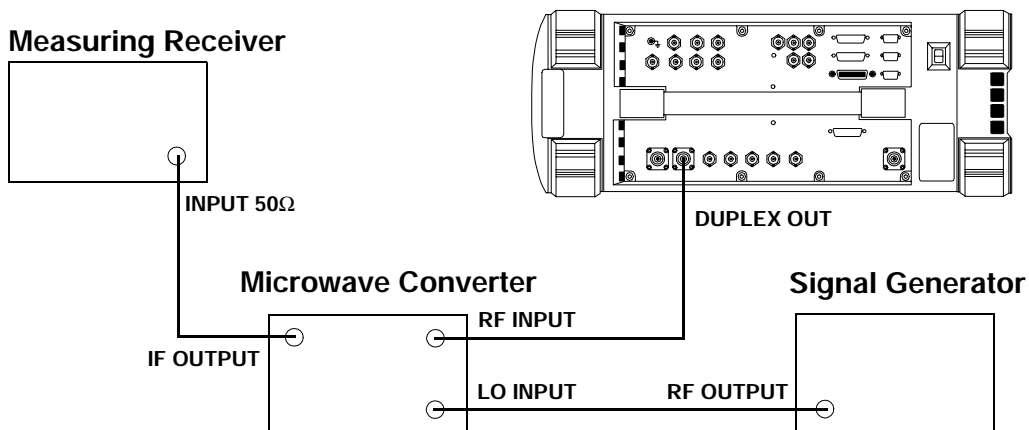 Measuring Receiver
INPUT 50Ω
DUPLEX OUT
Microwave Converter
Signal Generator
RF INPUT
IF OUTPUT
LO INPUT
RF OUTPUT